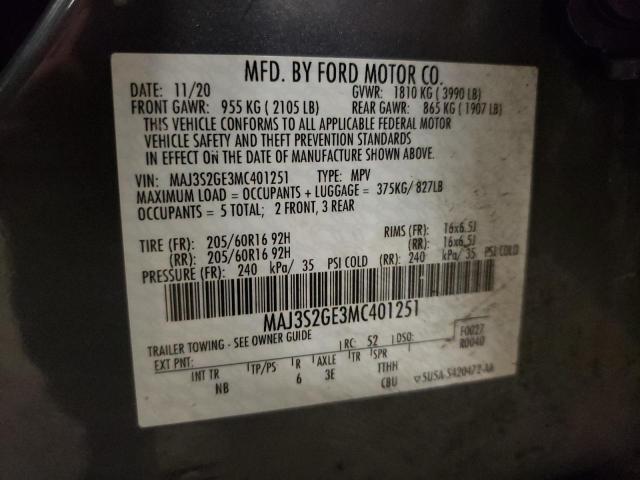 MFD. BY FORD MOTOR CO.
DATE: 11/20 GVWR: 1810 KG ( 3990 LB)
FRONT GAWR: 955 KG ( 2105 LB) REAR GAWR: 865 KG ( 1907 LB)
THIS VEHICLE CONFORMS TO ALL APPLICABLE FEDERAL MOTOR
VEHICLE SAFETY AND THEFT PREVENTION STANDARDS
IN EFFECT ON THE DATE OF MANUFACTURE SHOWN ABOVE.
VIN: MAJ3S2GE3MC401251 TYPE: MPV
MAXIMUM LOAD = OCCUPANTS + LUGGAGE = 375KG/ 827LB
OCCUPANTS = 5 TOTAL; 2 FRONT, 3 REAR
TIRE (FR): 205/60R16 92H RIMS (FR): 16x6.5J
(RR): 205/60R16 92H (RR): 16x6.5J
PRESSURE (FR): 240 kPa/ 35 PSI COLD (RR): 240 kPa/ 35 PSI COLD
MAJ3S2GE3MC401251
TRAILER TOWING - SEE OWNER GUIDE
EXT PNT: RC: 52 DSO: F0027
R0040
INT TR TP/PS R AXLE TR SPR
NB 6 3E TTHH
CBU 5U5A-5420472-AA